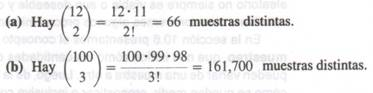 (a) Hay (12 2) = 12·11 / 2! = 66 muestras distintas.
(b) Hay (100 3) = 100·99·98 / 3! = 161,700 muestras distintas.